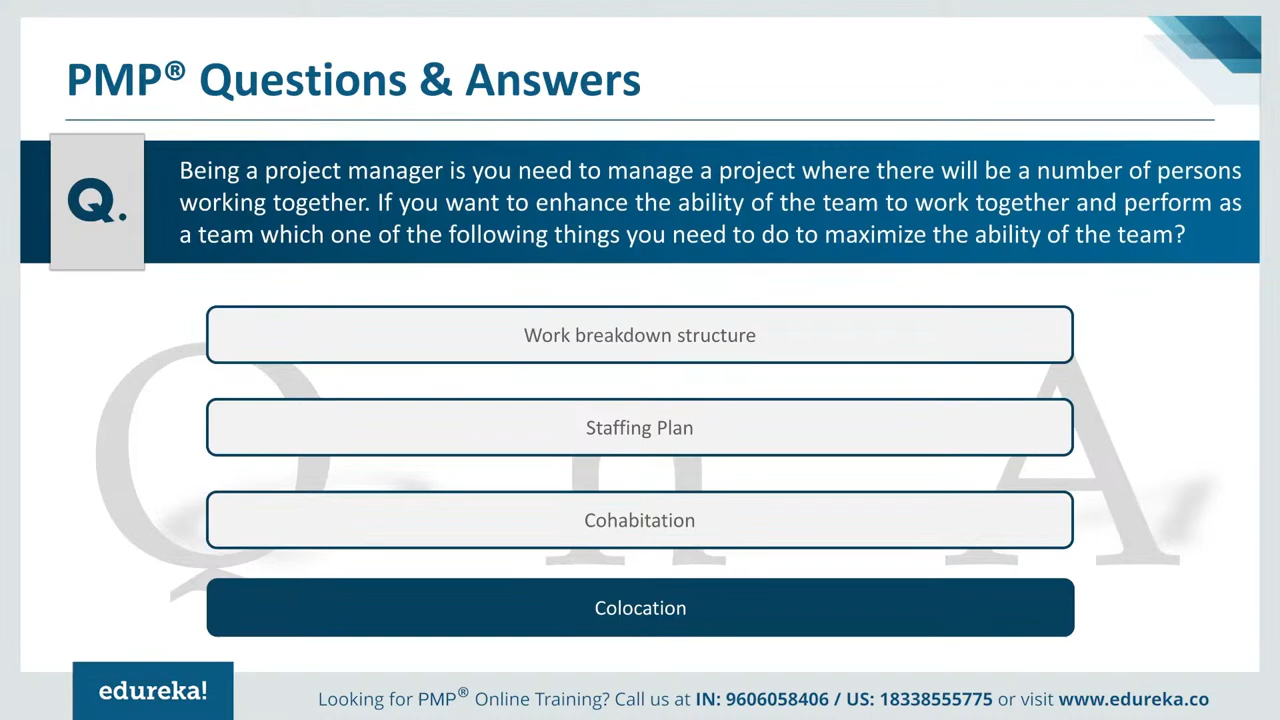 PMP® Questions & Answers
Q.
Being a project manager is you need to manage a project where there will be a number of persons
working together. If you want to enhance the ability of the team to work together and perform as
a team which one of the following things you need to do to maximize the ability of the team?
Work breakdown structure
Staffing Plan
Cohabitation
Colocation
Q n A
edureka!
Looking for PMP® Online Training? Call us at IN: 9606058406 / US: 18338555775 or visit www.edureka.co